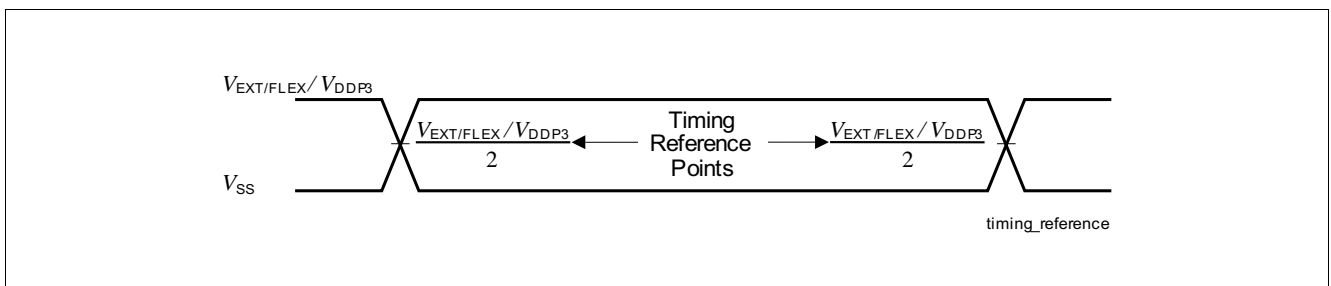 VEXT/FLEX/VDDP3
VEXT/FLEX/VDDP3
2
Timing
Reference
Points
VEXT/FLEX/VDDP3
2
VSS
timing_reference